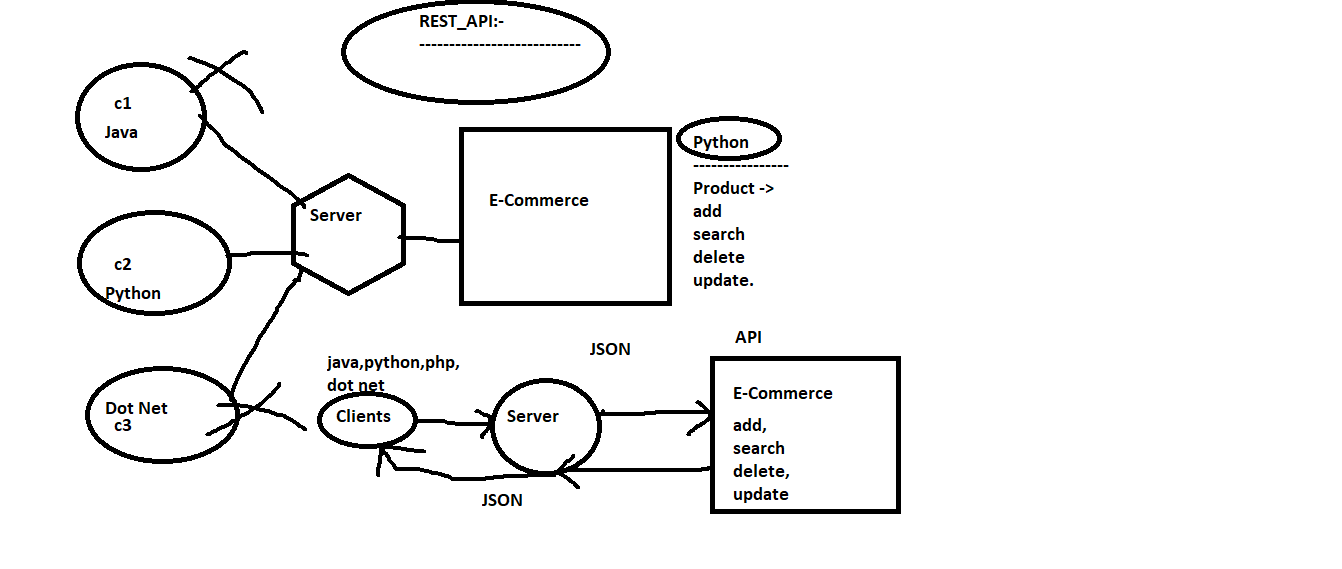 REST_API:-
----------------------------
c1
Java
Python
----------------
Product ->
add
search
delete
update.
E-Commerce
Server
c2
Python
API
JSON
java,python,php,
dot net
Clients
Server
E-Commerce
add,
search
delete,
update
Dot Net
c3
JSON